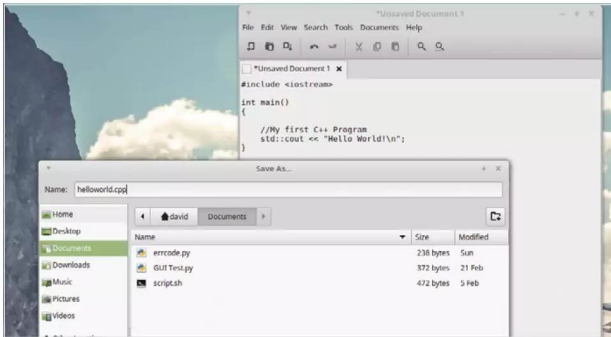 *Unsaved Document 1
File Edit View Search Tools Documents Help
*Unsaved Document 1
#include <iostream>
int main()
{
//My first C++ Program
std::cout << "Hello World!\n";
}
Save As...
Name: helloworld.cpp
Home
Desktop
Documents
Downloads
Music
Pictures
Videos
david Documents
Name Size Modified
errcode.py 238 bytes Sun
GUI Test.py 372 bytes 21 Feb
script.sh 472 bytes 5 Feb